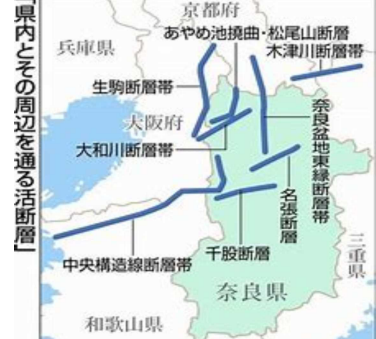 「県内とその周辺を通る活断層」
京都府
あやめ池撓曲・松尾山断層
兵庫県
木津川断層帯
生駒断層帯
大阪府
大和川断層帯
奈良盆地東縁断層帯
名張断層
中央構造線断層帯
千股断層
三重県
奈良県
和歌山県